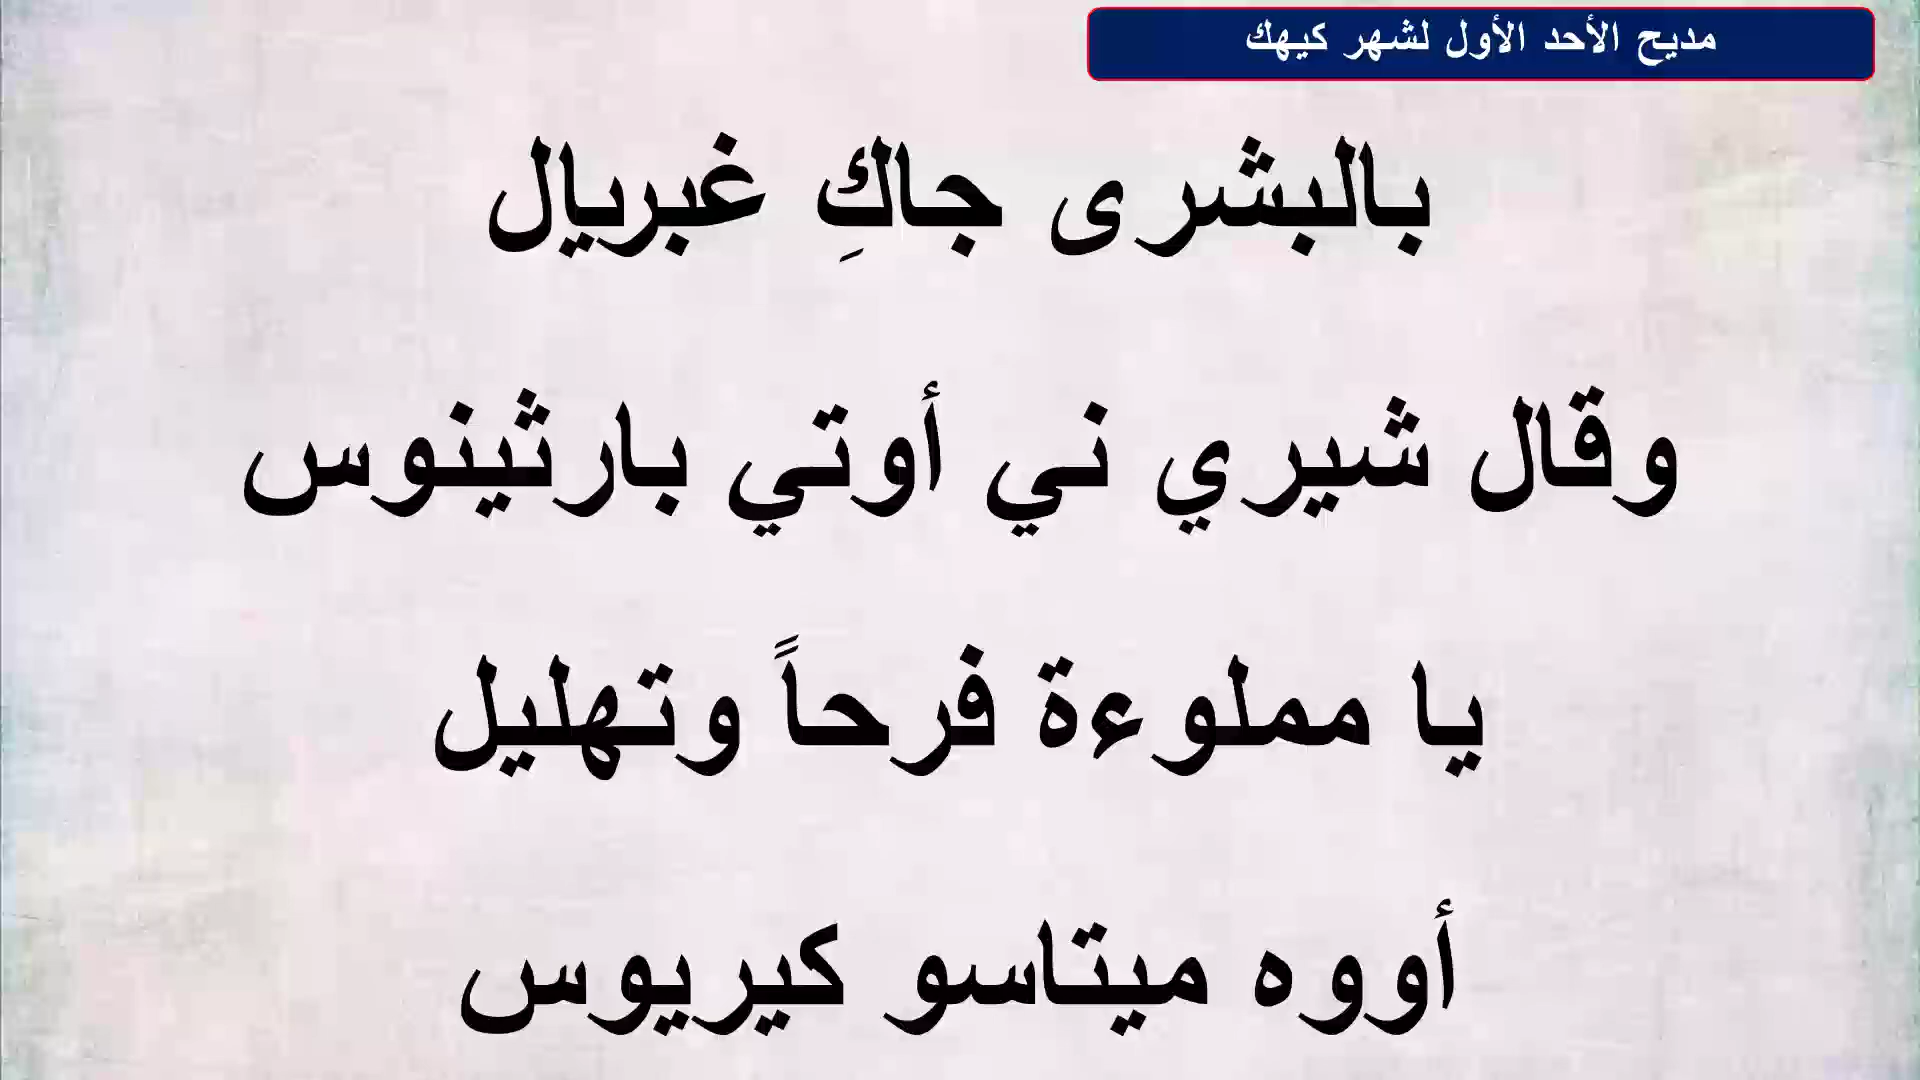 مديح الأحد الأول لشهر كيهك
بالبشرى جاكِ غبريال
وقال شيري ني أوتي بارثينوس
يا مملوءة فرحاً وتهليل
أووه ميتاسو كيريوس